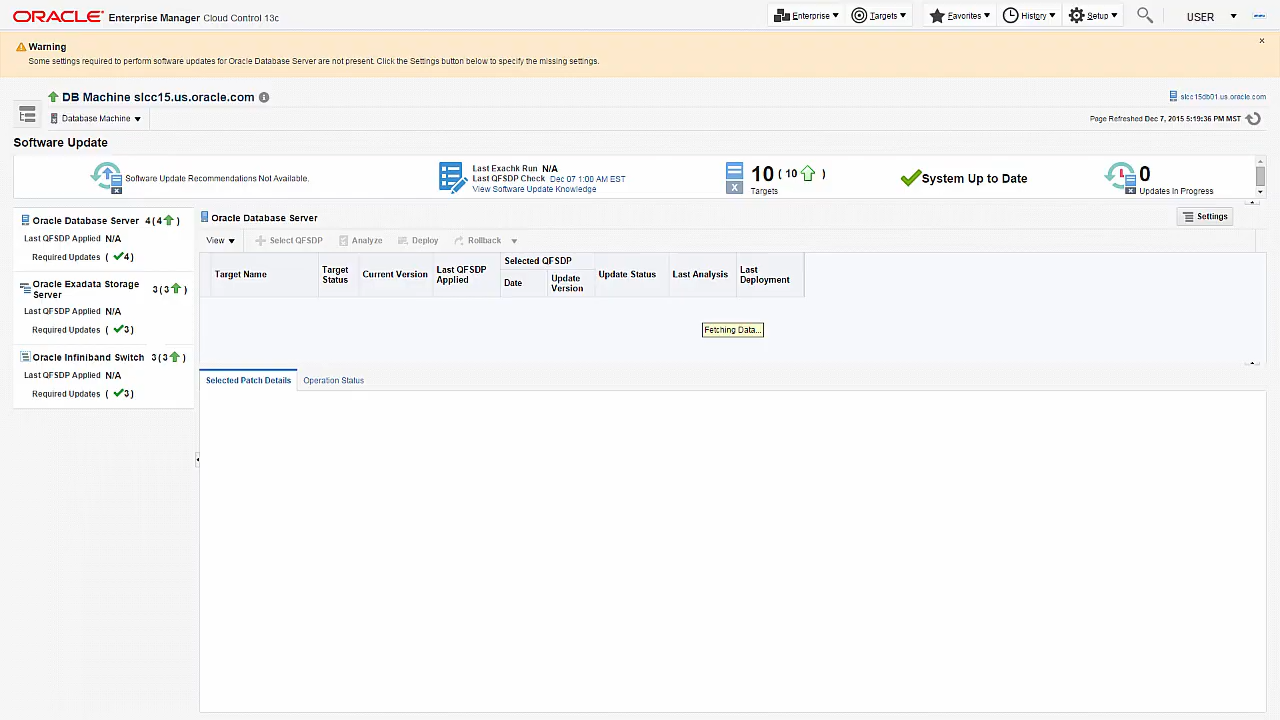 ORACLE® Enterprise Manager Cloud Control 13c
Enterprise ▾ Targets ▾ Favorites ▾ History ▾ Setup ▾ USER ▾
Warning
Some settings required to perform software updates for Oracle Database Server are not present. Click the Settings button below to specify the missing settings.
DB Machine slcc15.us.oracle.com
slcc15db01.us.oracle.com
Database Machine ▾
Page Refreshed Dec 7, 2015 5:19:36 PM MST
Software Update
Software Update Recommendations Not Available.
Last Exachk Run N/A
Last QFSDP Check Dec 07 1:00 AM EST
View Software Update Knowledge
10 ( 10 )
Targets
System Up to Date
0
Updates In Progress
Oracle Database Server 4 (4 )
Last QFSDP Applied N/A
Required Updates ( 4 )
Oracle Exadata Storage
Server 3 (3 )
Last QFSDP Applied N/A
Required Updates ( 3 )
Oracle Infiniband Switch 3 (3 )
Last QFSDP Applied N/A
Required Updates ( 3 )
Oracle Database Server
Settings
View ▾ Select QFSDP Analyze Deploy Rollback ▾
Target Name
Target
Status
Current Version
Last QFSDP
Applied
Selected QFSDP
Date
Update
Version
Update Status
Last Analysis
Last
Deployment
Fetching Data...
Selected Patch Details Operation Status